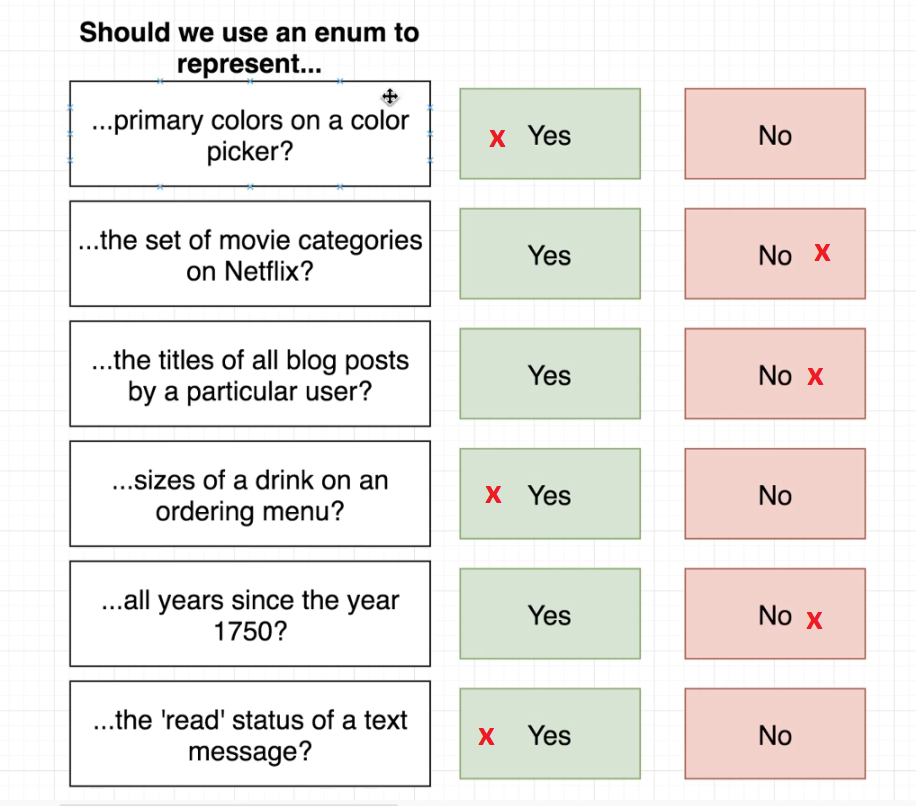 Should we use an enum to
represent...
...primary colors on a color
picker?
x Yes
No
...the set of movie categories
on Netflix?
Yes
No x
...the titles of all blog posts
by a particular user?
Yes
No x
...sizes of a drink on an
ordering menu?
x Yes
No
...all years since the year
1750?
Yes
No x
...the 'read' status of a text
message?
x Yes
No